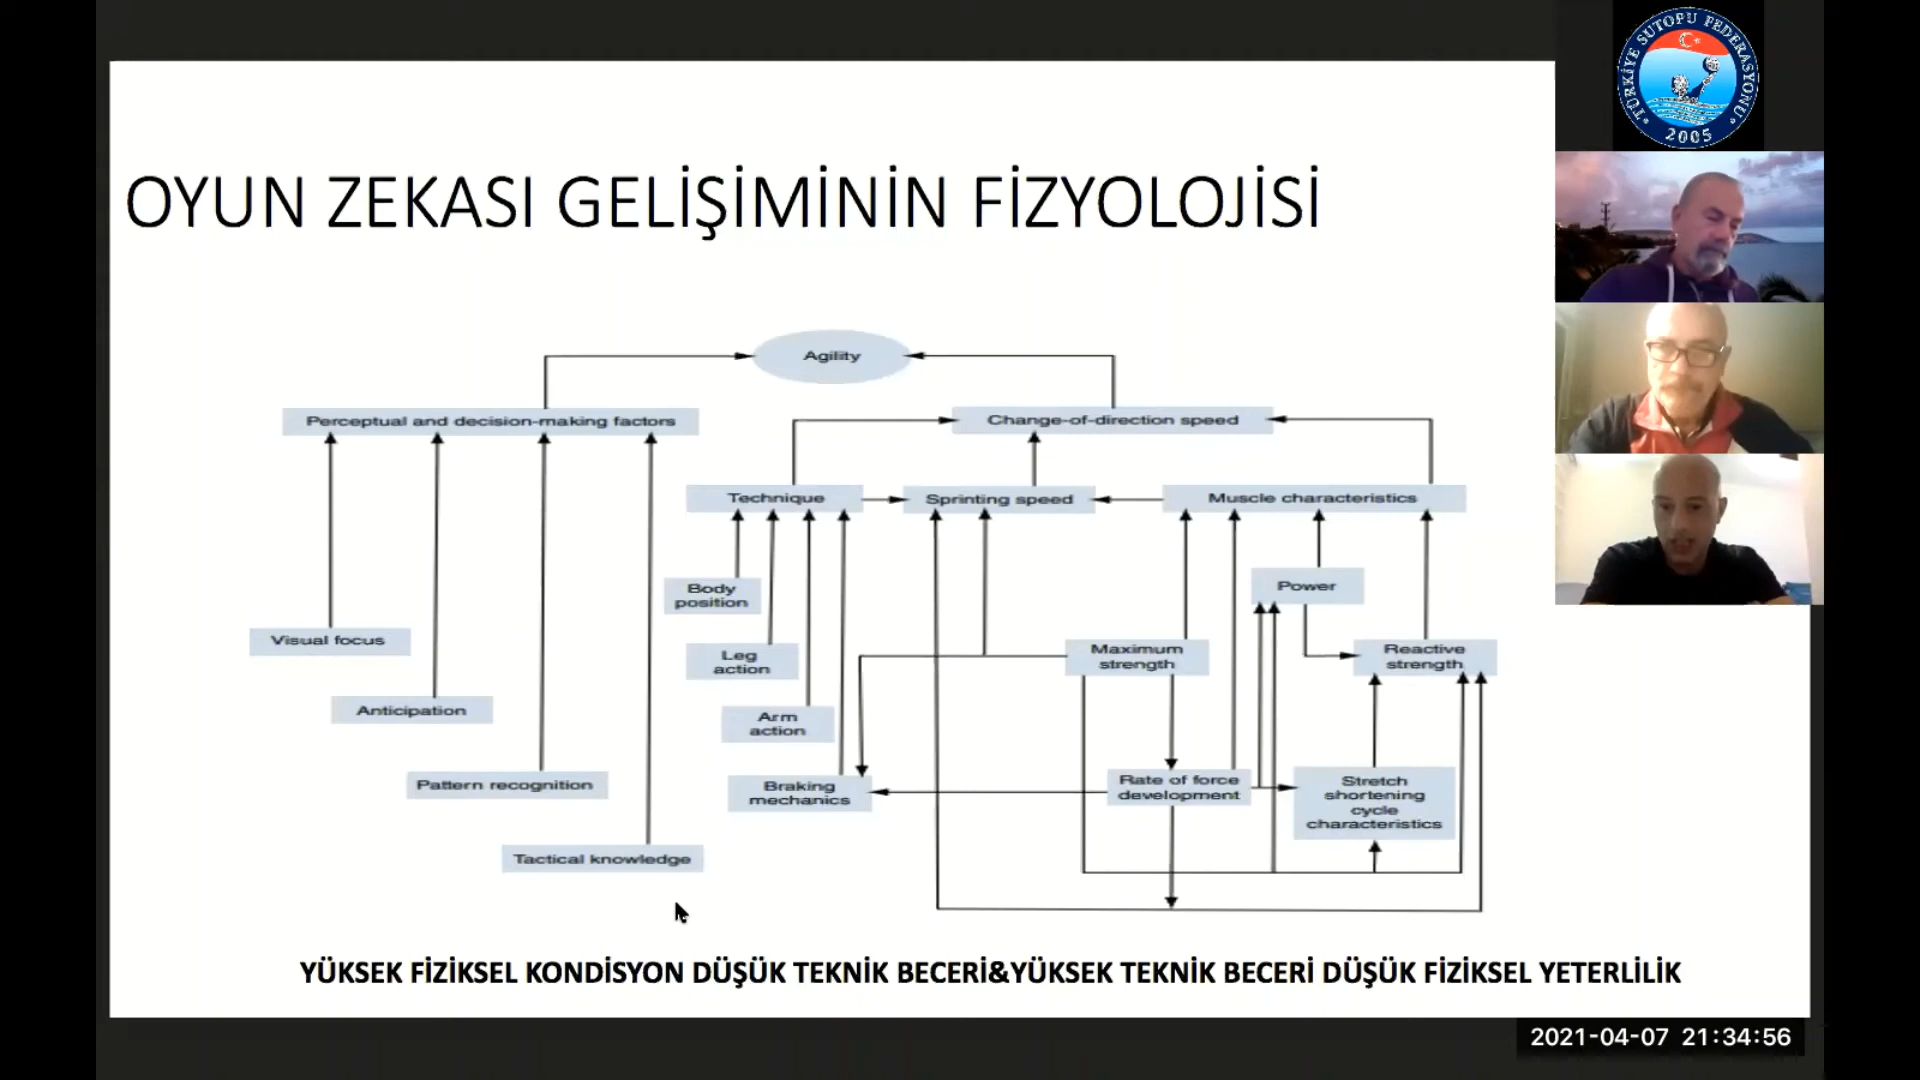 TÜRKİYE SUTOPU FEDERASYONU
2005
OYUN ZEKASI GELİŞİMİNİN FİZYOLOJİSİ
Agility
Perceptual and decision-making factors
Change-of-direction speed
Technique
Sprinting speed
Muscle characteristics
Body
position
Power
Visual focus
Leg
action
Maximum
strength
Reactive
strength
Anticipation
Arm
action
Pattern recognition
Braking
mechanics
Rate of force
development
Stretch
shortening
cycle
characteristics
Tactical knowledge
YÜKSEK FİZİKSEL KONDİSYON DÜŞÜK TEKNİK BECERİ&YÜKSEK TEKNİK BECERİ DÜŞÜK FİZİKSEL YETERLİLİK
2021-04-07 21:34:56